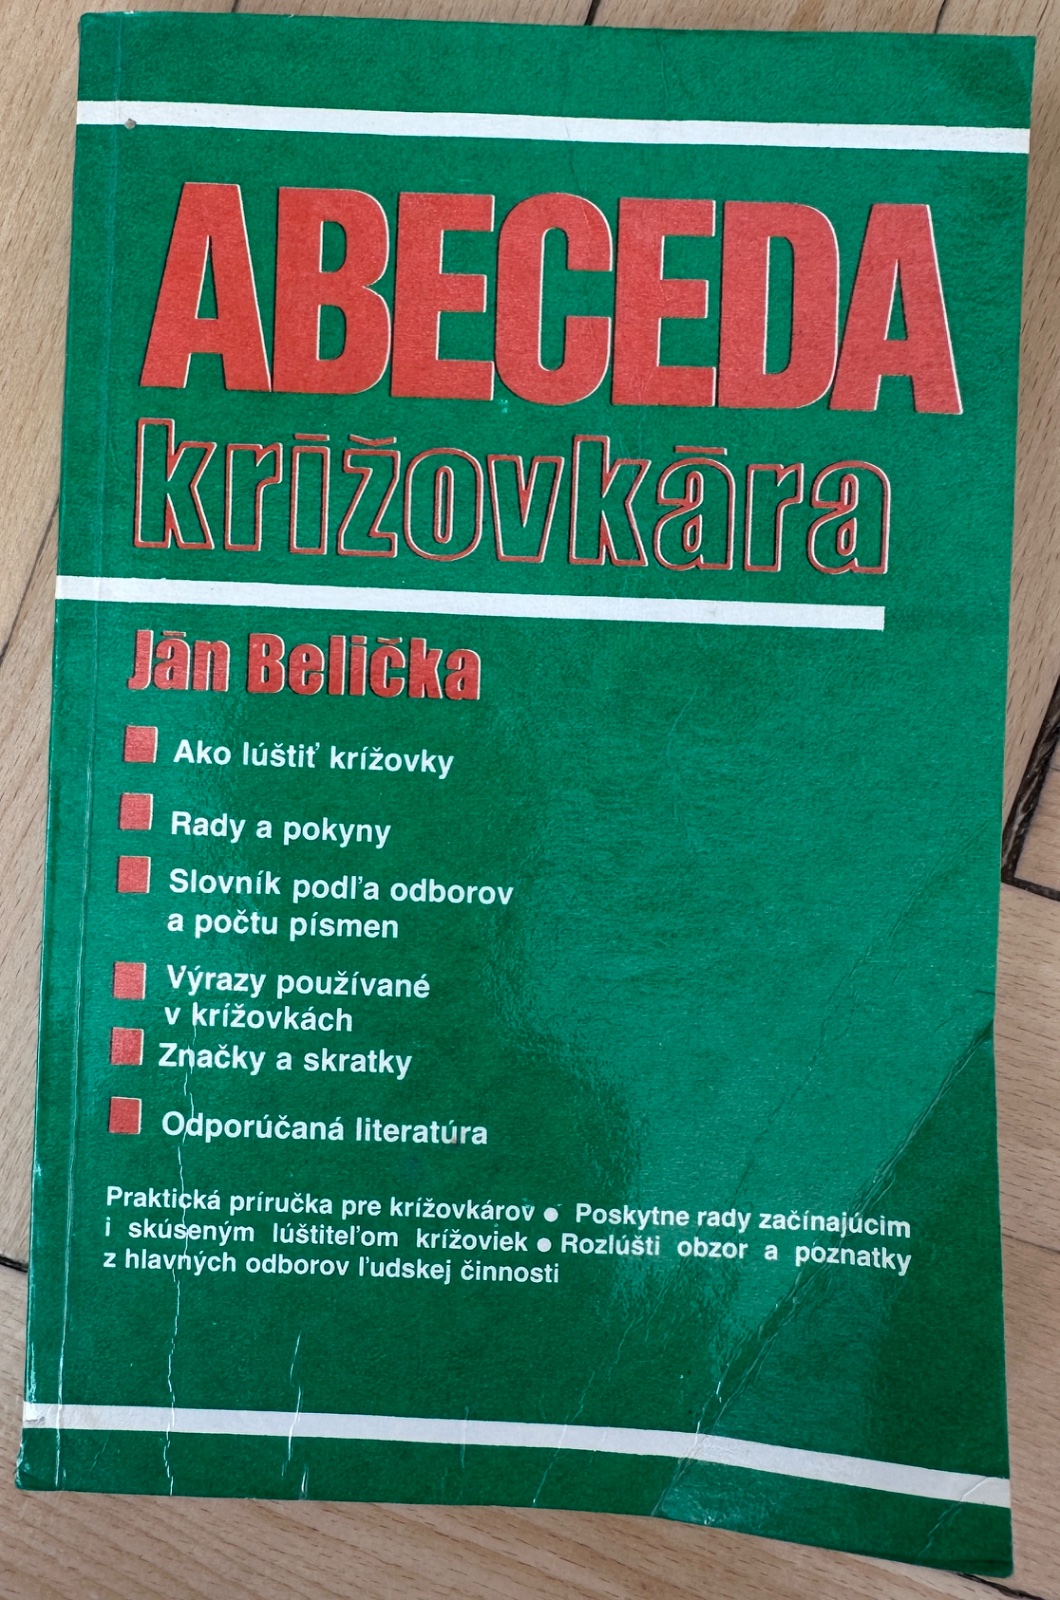 ABECEDA
krížovkára
Ján Belička
Ako lúštiť krížovky
Rady a pokyny
Slovník podľa odborov
a počtu písmen
Výrazy používané
v krížovkách
Značky a skratky
Odporúčaná literatúra
Praktická príručka pre krížovkárov ● Poskytne rady začínajúcim
i skúseným lúštiteľom krížoviek ● Rozlúšti obzor a poznatky
z hlavných odborov ľudskej činnosti